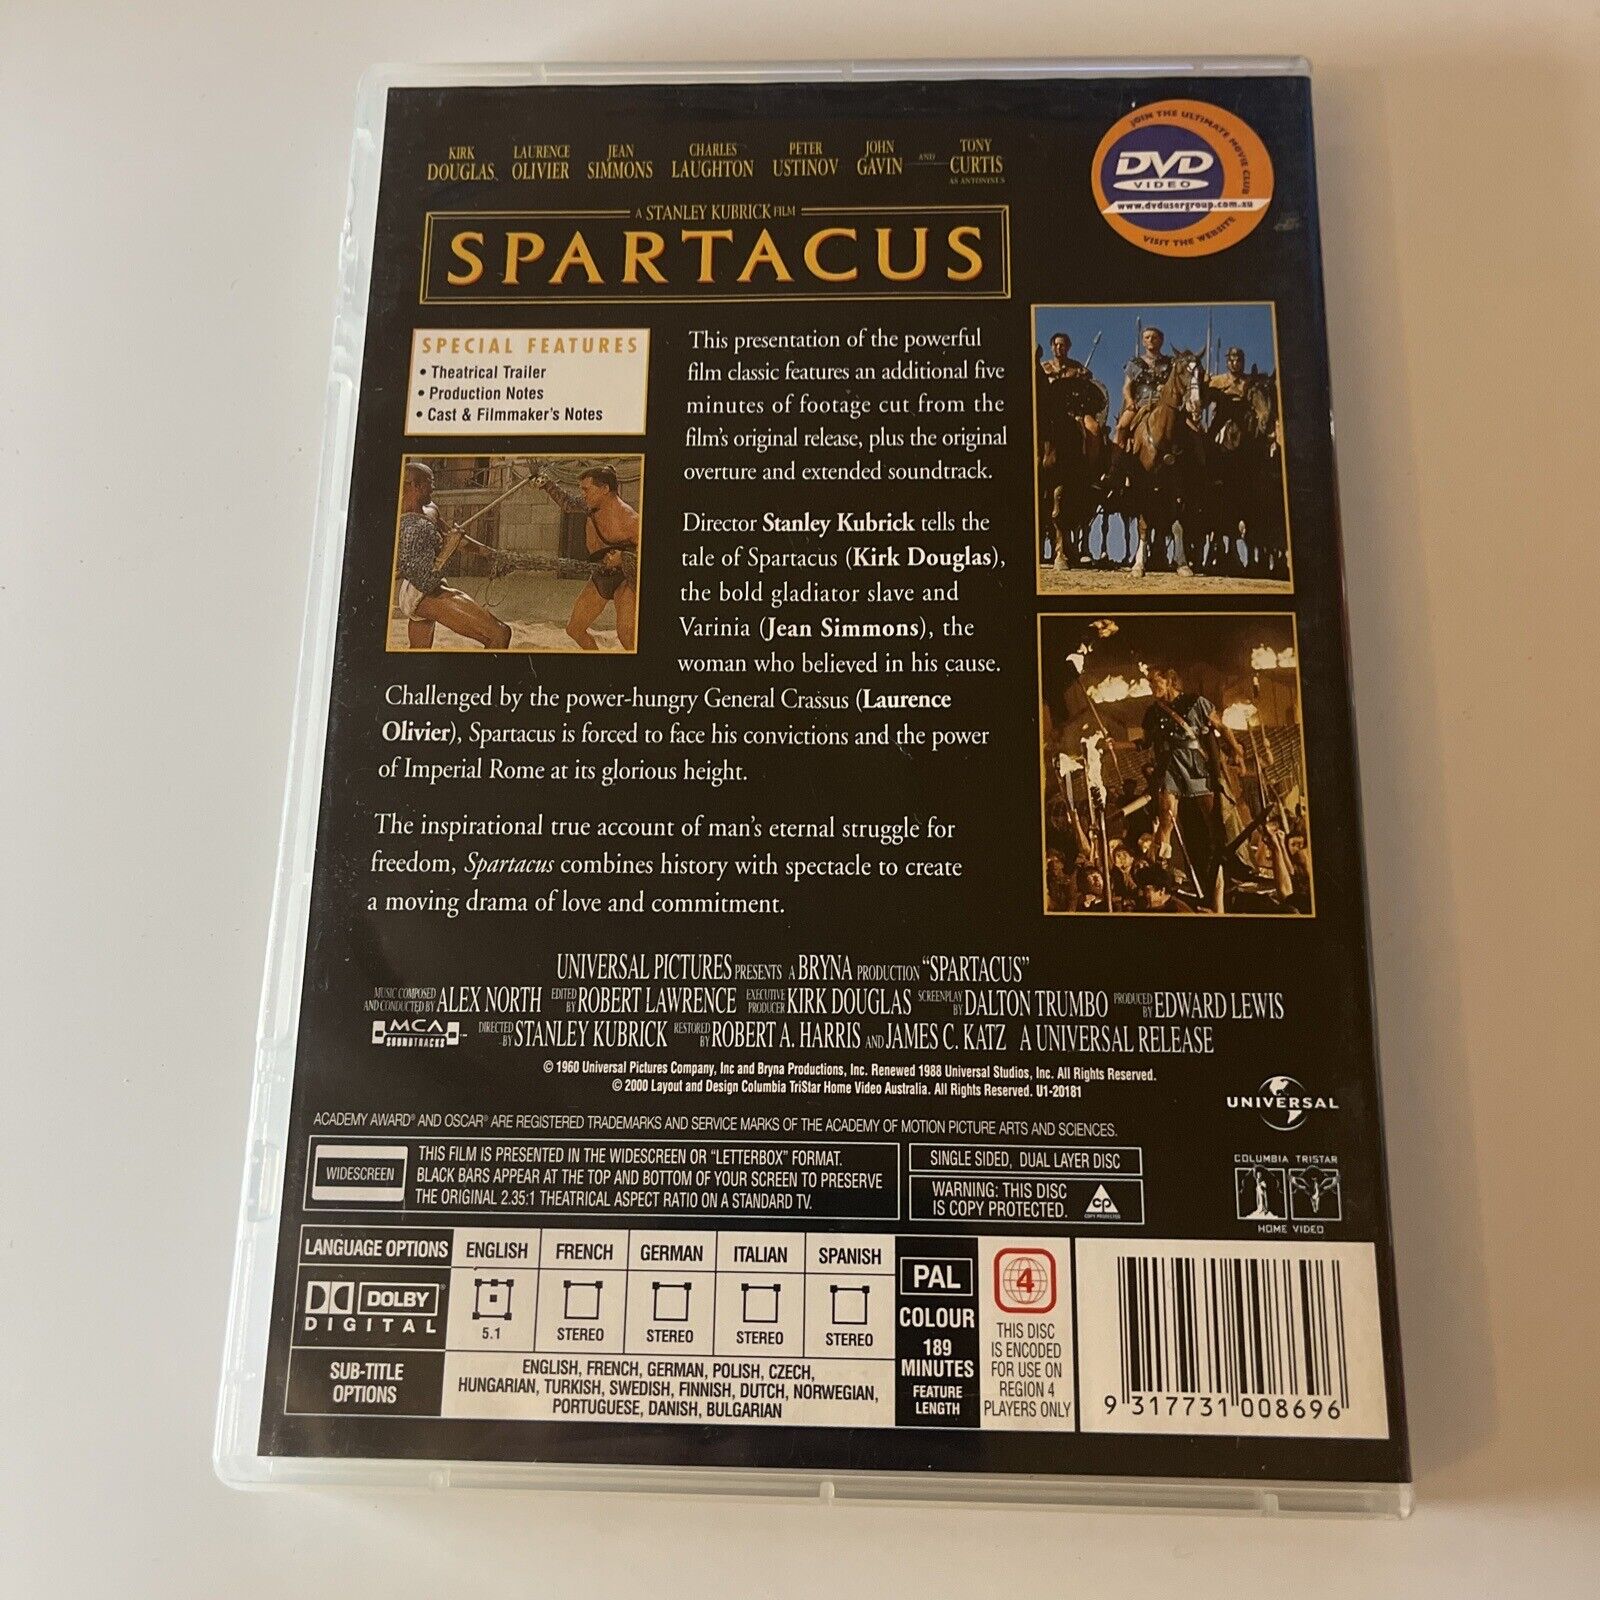 KIRK DOUGLAS LAURENCE OLIVIER JEAN SIMMONS CHARLES LAUGHTON PETER USTINOV JOHN GAVIN AND TONY CURTIS
AS ANTONINUS
A STANLEY KUBRICK FILM
SPARTACUS
JOIN THE ULTIMATE MOVIE CLUB
DVD
VIDEO
www.dvdusergroup.com.au
VISIT THE WEBSITE
SPECIAL FEATURES
• Theatrical Trailer
• Production Notes
• Cast & Filmmaker's Notes
This presentation of the powerful
film classic features an additional five
minutes of footage cut from the
film's original release, plus the original
overture and extended soundtrack.
Director Stanley Kubrick tells the
tale of Spartacus (Kirk Douglas),
the bold gladiator slave and
Varinia (Jean Simmons), the
woman who believed in his cause.
Challenged by the power-hungry General Crassus (Laurence
Olivier), Spartacus is forced to face his convictions and the power
of Imperial Rome at its glorious height.
The inspirational true account of man's eternal struggle for
freedom, Spartacus combines history with spectacle to create
a moving drama of love and commitment.
UNIVERSAL PICTURES PRESENTS A BRYNA PRODUCTION "SPARTACUS"
MUSIC COMPOSED AND CONDUCTED BY ALEX NORTH EDITED BY ROBERT LAWRENCE EXECUTIVE PRODUCER KIRK DOUGLAS SCREENPLAY BY DALTON TRUMBO PRODUCED BY EDWARD LEWIS
MCA SOUNDTRACKS DIRECTED BY STANLEY KUBRICK RESTORED BY ROBERT A. HARRIS AND JAMES C. KATZ A UNIVERSAL RELEASE
© 1960 Universal Pictures Company, Inc and Bryna Productions, Inc. Renewed 1988 Universal Studios, Inc. All Rights Reserved.
© 2000 Layout and Design Columbia TriStar Home Video Australia. All Rights Reserved. U1-20181
UNIVERSAL
ACADEMY AWARD® AND OSCAR® ARE REGISTERED TRADEMARKS AND SERVICE MARKS OF THE ACADEMY OF MOTION PICTURE ARTS AND SCIENCES.
WIDESCREEN
THIS FILM IS PRESENTED IN THE WIDESCREEN OR "LETTERBOX" FORMAT.
BLACK BARS APPEAR AT THE TOP AND BOTTOM OF YOUR SCREEN TO PRESERVE
THE ORIGINAL 2.35:1 THEATRICAL ASPECT RATIO ON A STANDARD TV.
SINGLE SIDED, DUAL LAYER DISC
WARNING: THIS DISC
IS COPY PROTECTED.
CP
COPY PROTECTED
COLUMBIA TRISTAR
HOME VIDEO
LANGUAGE OPTIONS ENGLISH FRENCH GERMAN ITALIAN SPANISH
DOLBY
DIGITAL
5.1 STEREO STEREO STEREO STEREO
SUB-TITLE
OPTIONS
ENGLISH, FRENCH, GERMAN, POLISH, CZECH,
HUNGARIAN, TURKISH, SWEDISH, FINNISH, DUTCH, NORWEGIAN,
PORTUGUESE, DANISH, BULGARIAN
PAL
COLOUR
189
MINUTES
FEATURE
LENGTH
4
THIS DISC
IS ENCODED
FOR USE ON
REGION 4
PLAYERS ONLY
9 317731 008696